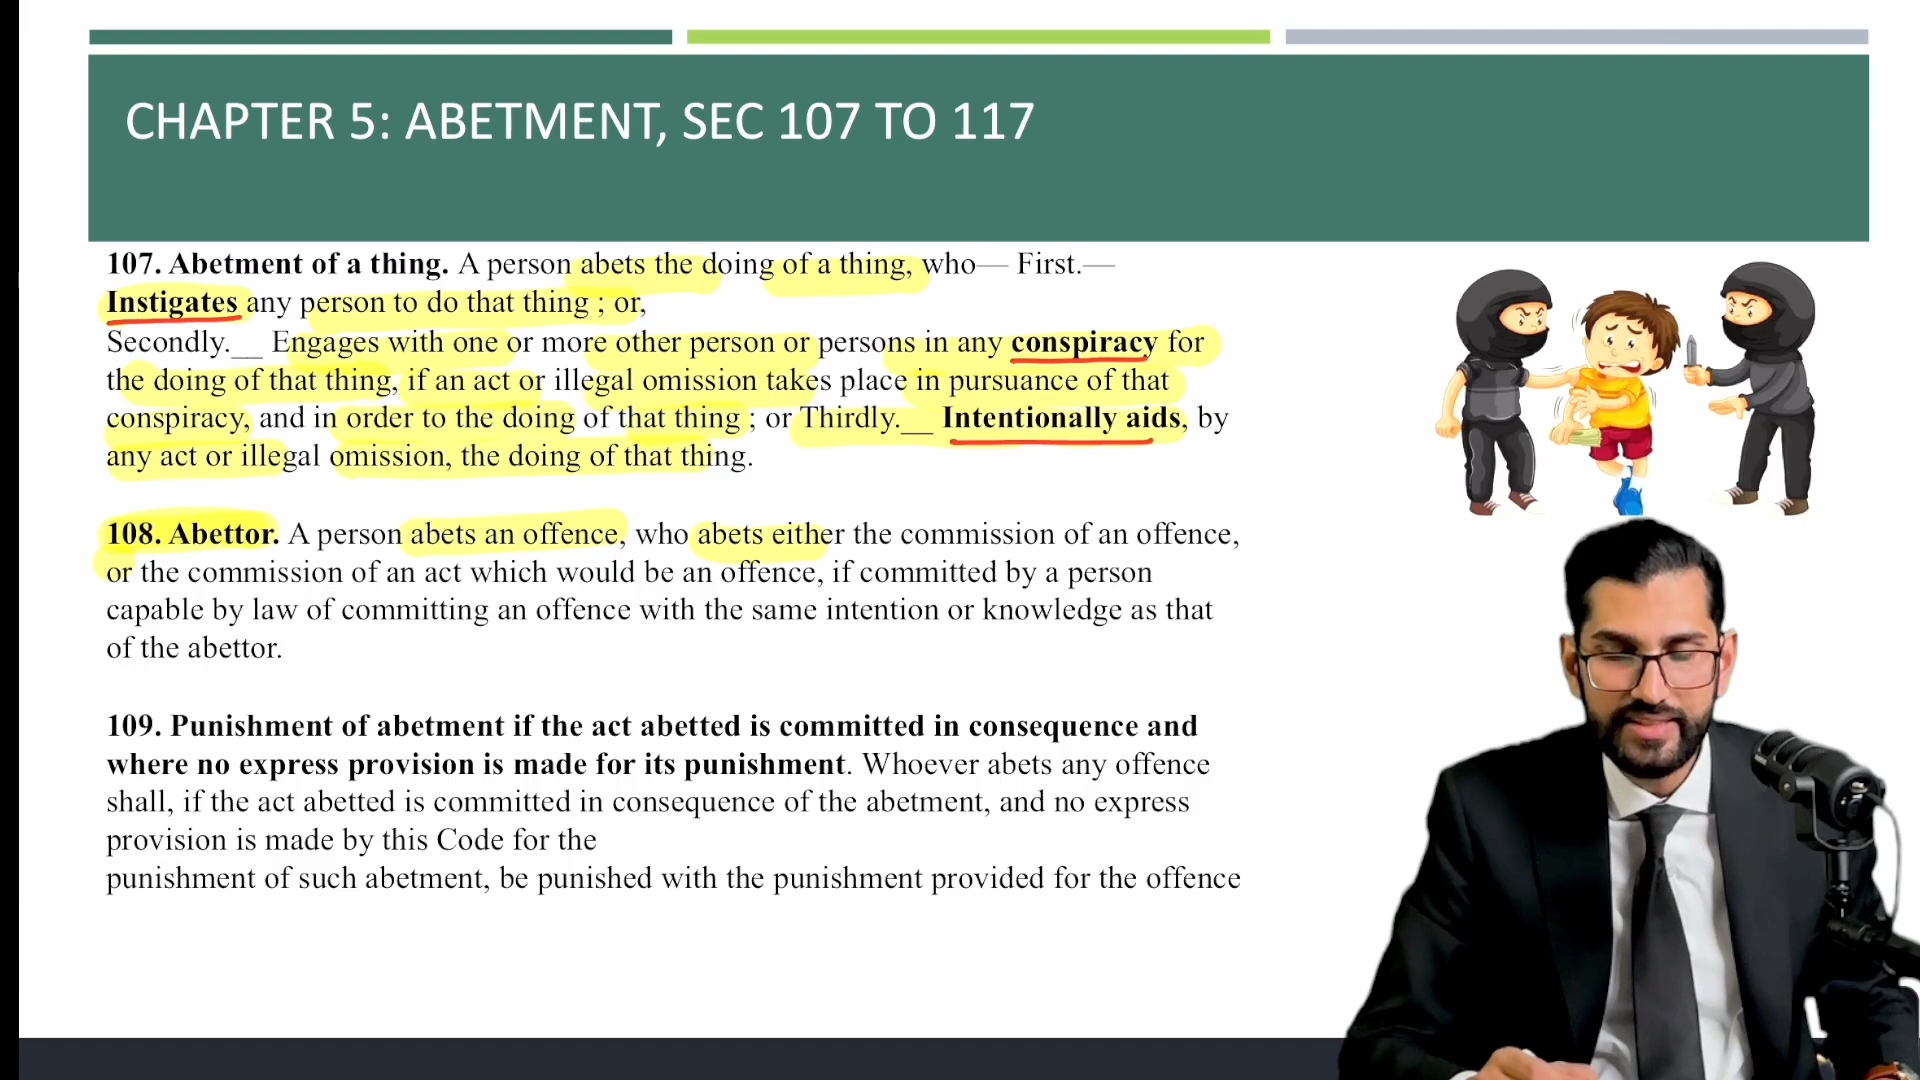 CHAPTER 5: ABETMENT, SEC 107 TO 117
107. Abetment of a thing. A person abets the doing of a thing, who— First.—
Instigates any person to do that thing ; or,
Secondly.__ Engages with one or more other person or persons in any conspiracy for
the doing of that thing, if an act or illegal omission takes place in pursuance of that
conspiracy, and in order to the doing of that thing ; or Thirdly.__ Intentionally aids, by
any act or illegal omission, the doing of that thing.
108. Abettor. A person abets an offence, who abets either the commission of an offence,
or the commission of an act which would be an offence, if committed by a person
capable by law of committing an offence with the same intention or knowledge as that
of the abettor.
109. Punishment of abetment if the act abetted is committed in consequence and
where no express provision is made for its punishment. Whoever abets any offence
shall, if the act abetted is committed in consequence of the abetment, and no express
provision is made by this Code for the
punishment of such abetment, be punished with the punishment provided for the offence